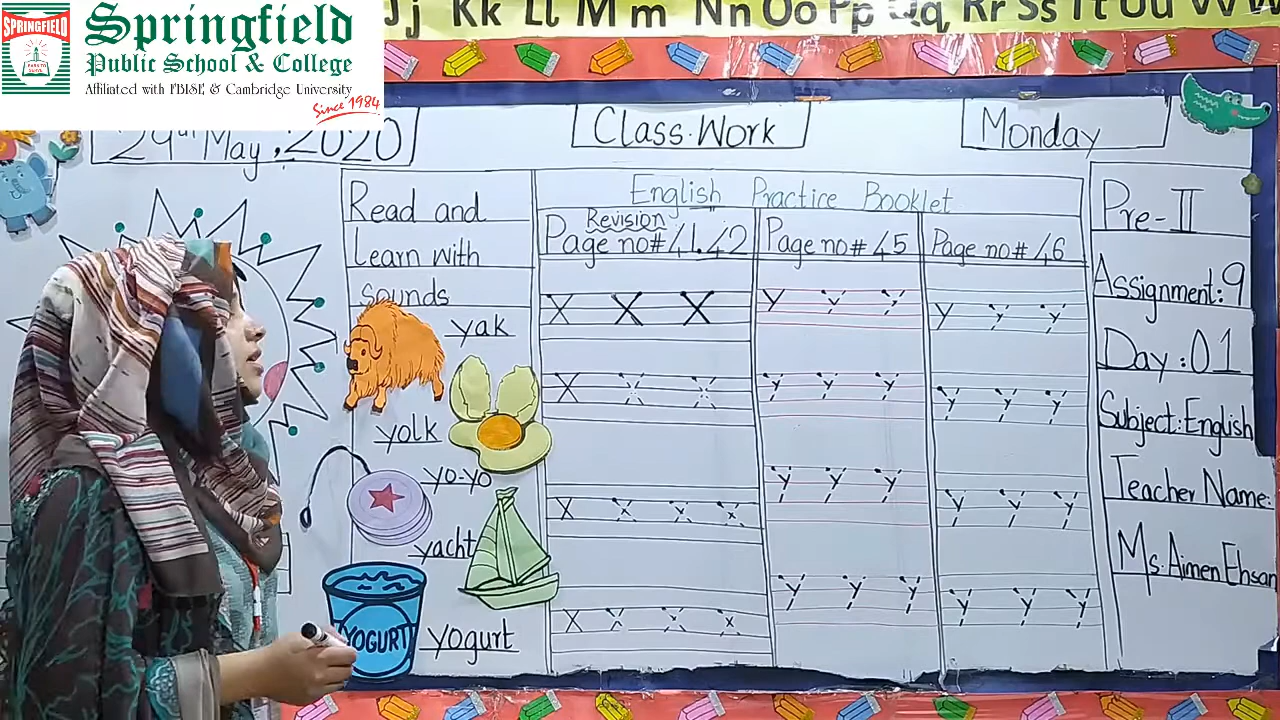 Jj Kk Ll Mm Nn Oo Pp Qq Rr Ss Tt Uu Vv W
SPRINGFIELD
Springfield
Public School & College
Affiliated with FBISE & Cambridge University
Since 1984
29th May, 2020
Class Work
Monday
Read and
Learn with
sounds
yak
yolk
yo-yo
yacht
YOGURT
yogurt
English Practice Booklet
Revision
Page no# 41.42
Page no# 45
Page no# 46
x x x
x x x
x x x x
x x x x
y y y
y y y
y y y
y y y
y y y
y y y
y y y
y y y
Pre-II
Assignment: 9
Day: 01
Subject: English
Teacher Name:
Ms. Aimen Ehsan